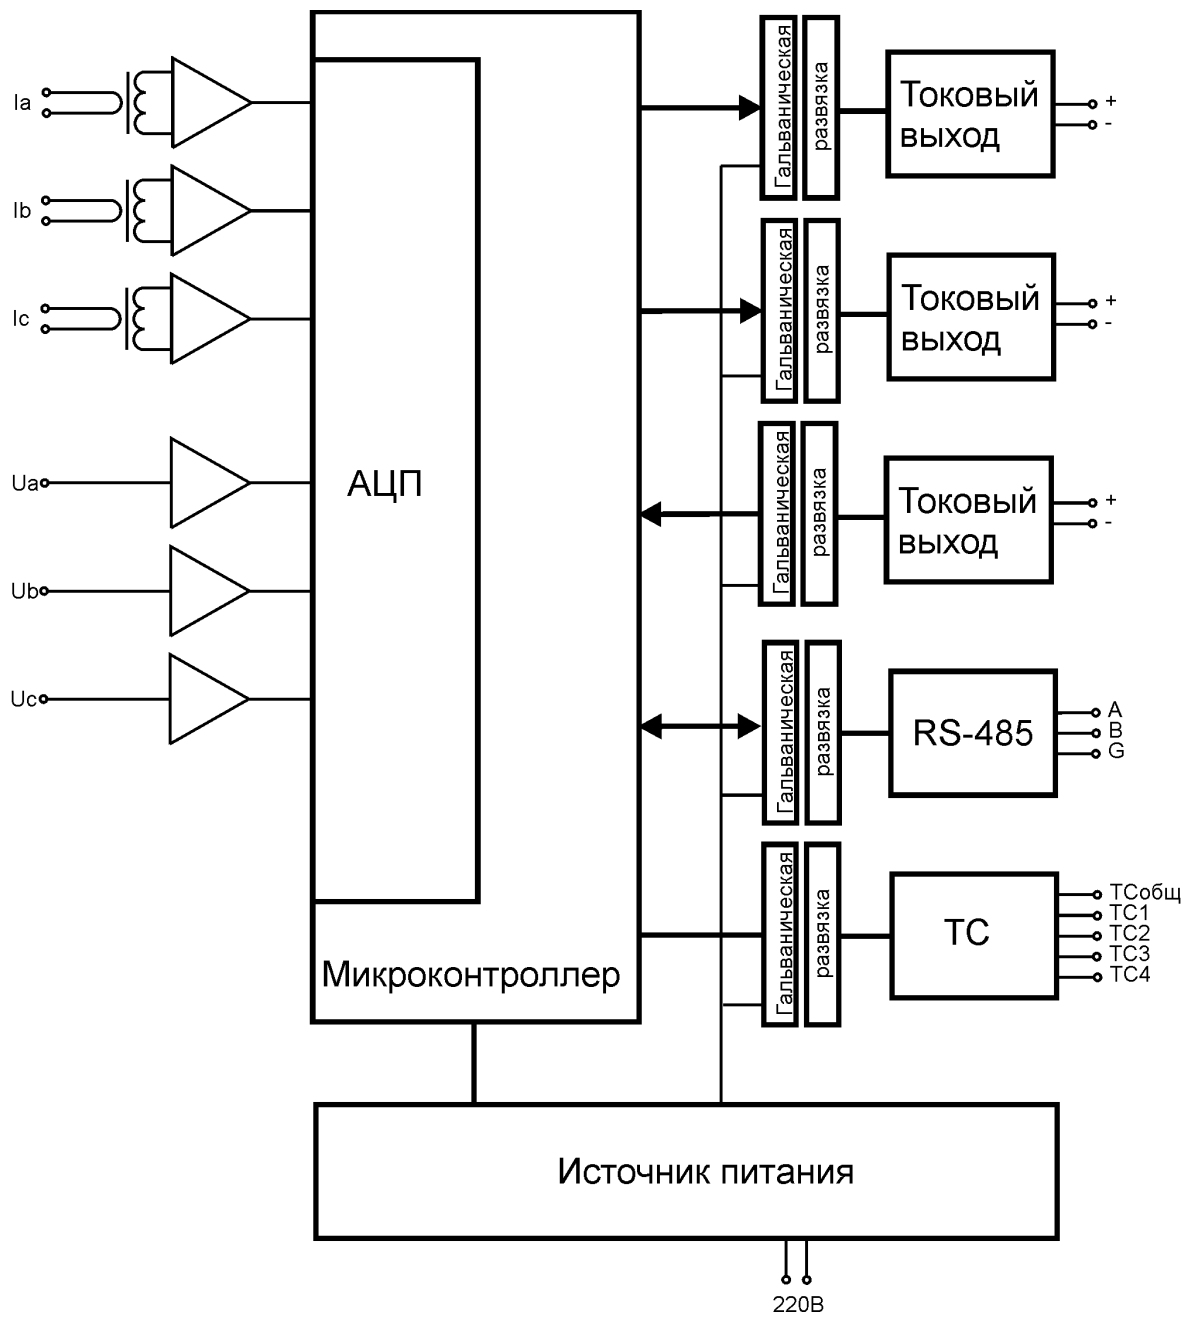 Ia
Ib
Ic
Ua
Ub
Uc
АЦП
Микроконтроллер
Гальваническая
развязка
Токовый
выход
+
-
Гальваническая
развязка
Токовый
выход
+
-
Гальваническая
развязка
Токовый
выход
+
-
Гальваническая
развязка
RS-485
A
B
G
Гальваническая
развязка
ТС
ТСобщ
ТС1
ТС2
ТС3
ТС4
Источник питания
220В